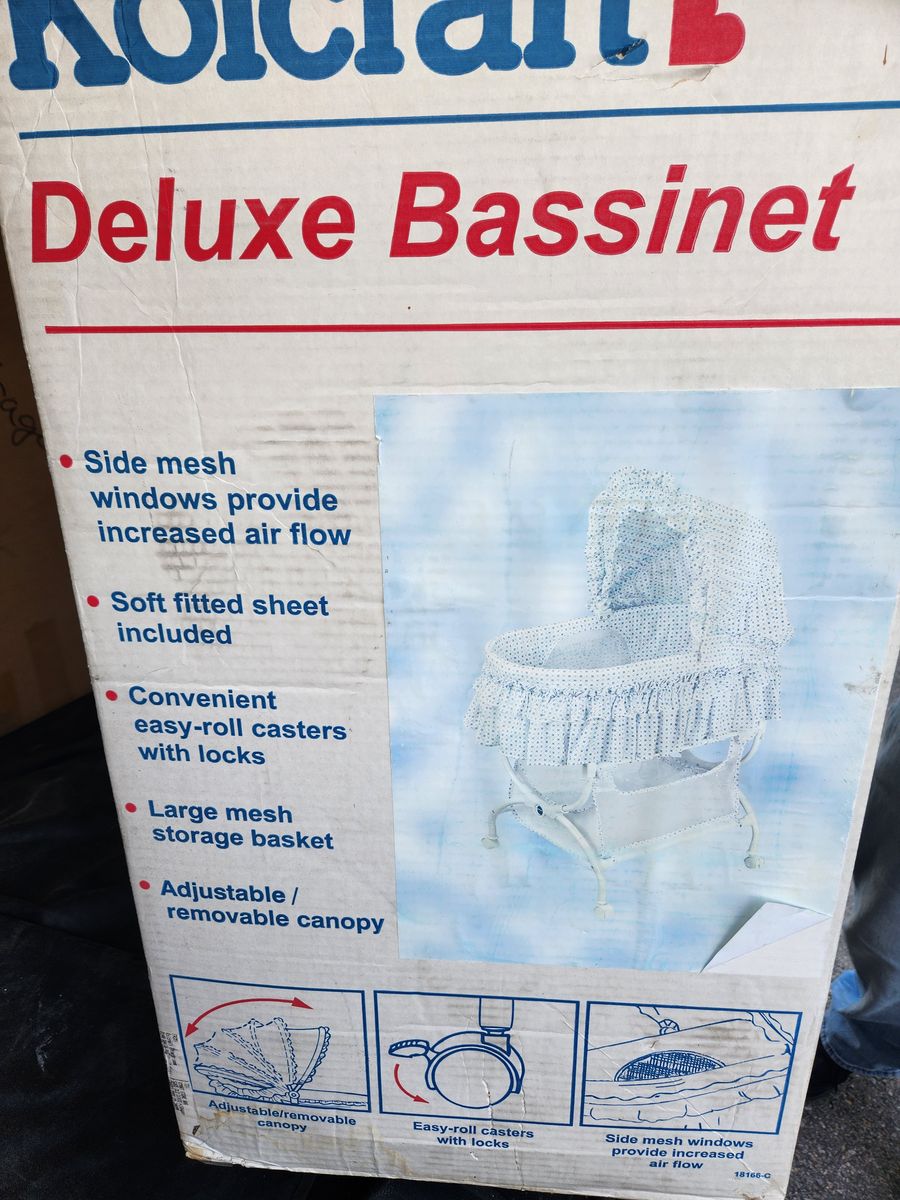 Kolcraft
Deluxe Bassinet
• Side mesh
windows provide
increased air flow
• Soft fitted sheet
included
• Convenient
easy-roll casters
with locks
• Large mesh
storage basket
• Adjustable /
removable canopy
Adjustable/removable
canopy
Easy-roll casters
with locks
Side mesh windows
provide increased
air flow
18166-C